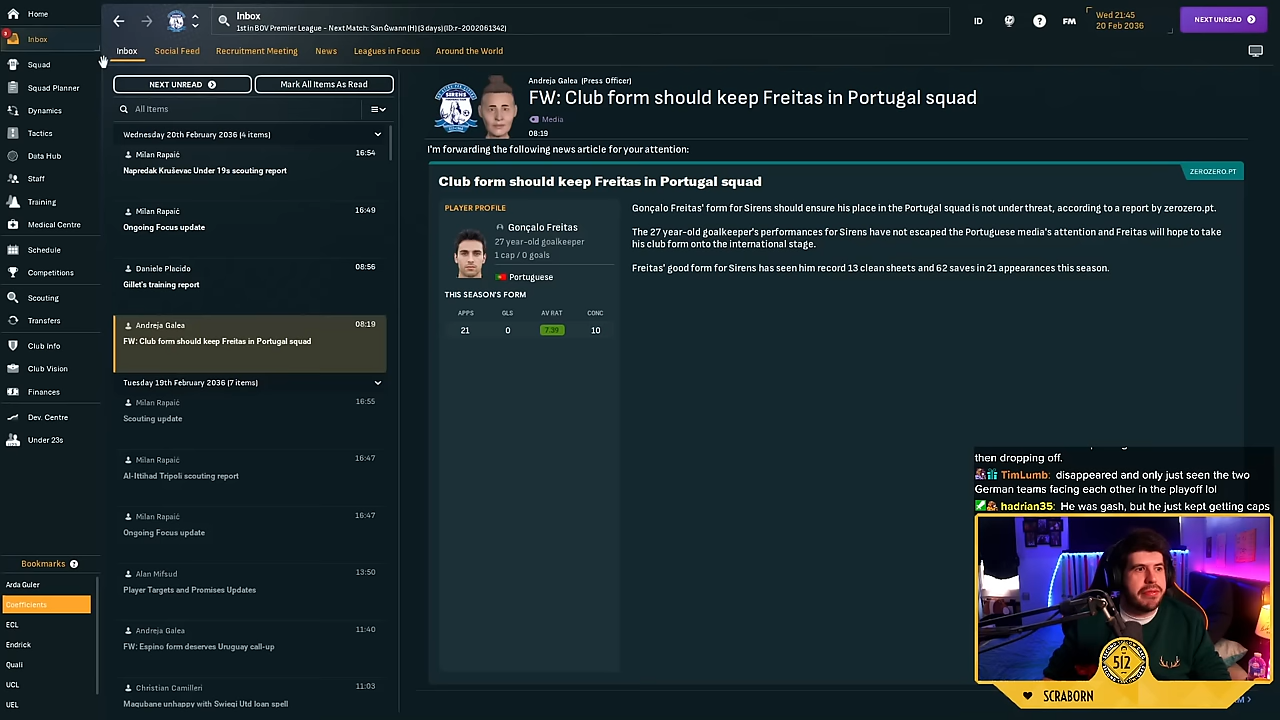 Home
Inbox
1st in BOV Premier League - Next Match: San Ġwann (H) (3 days) (ID:r-2002061342)
ID
FM
Wed 21:45
20 Feb 2036
NEXT UNREAD
3
Inbox
Inbox
Social Feed
Recruitment Meeting
News
Leagues in Focus
Around the World
Squad
Squad Planner
Dynamics
Tactics
Data Hub
Staff
Training
Medical Centre
Schedule
Competitions
Scouting
Transfers
Club Info
Club Vision
Finances
Dev. Centre
Under 23s
Bookmarks
Arda Guler
Coefficients
ECL
Endrick
Quali
UCL
UEL
NEXT UNREAD
Mark All Items As Read
All Items
Wednesday 20th February 2036 (4 items)
Milan Rapaić 16:54
Napredak Kruševac Under 19s scouting report
Milan Rapaić 16:49
Ongoing Focus update
Daniele Placido 08:56
Gillet's training report
Andreja Galea 08:19
FW: Club form should keep Freitas in Portugal squad
Tuesday 19th February 2036 (7 items)
Milan Rapaić 16:55
Scouting update
Milan Rapaić 16:47
Al-Ittihad Tripoli scouting report
Milan Rapaić 16:47
Ongoing Focus update
Alan Mifsud 13:50
Player Targets and Promises Updates
Andreja Galea 11:40
FW: Espino form deserves Uruguay call-up
Christian Camilleri 11:03
Magubane unhappy with Swieqi Utd loan spell
SIRENS
Andreja Galea (Press Officer)
FW: Club form should keep Freitas in Portugal squad
Media
08:19
I'm forwarding the following news article for your attention:
ZEROZERO.PT
Club form should keep Freitas in Portugal squad
PLAYER PROFILE
Gonçalo Freitas
27 year-old goalkeeper
1 cap / 0 goals
Portuguese
THIS SEASON'S FORM
APPS GLS AV RAT CONC
21 0 7.39 10
Gonçalo Freitas' form for Sirens should ensure his place in the Portugal squad is not under threat, according to a report by zerozero.pt.
The 27 year-old goalkeeper's performances for Sirens have not escaped the Portuguese media's attention and Freitas will hope to take
his club form onto the international stage.
Freitas' good form for Sirens has seen him record 13 clean sheets and 62 saves in 21 appearances this season.
then dropping off.
TimLumb: disappeared and only just seen the two
German teams facing each other in the playoff lol
hadrian35: He was gash, but he just kept getting caps
512
SCRABORN